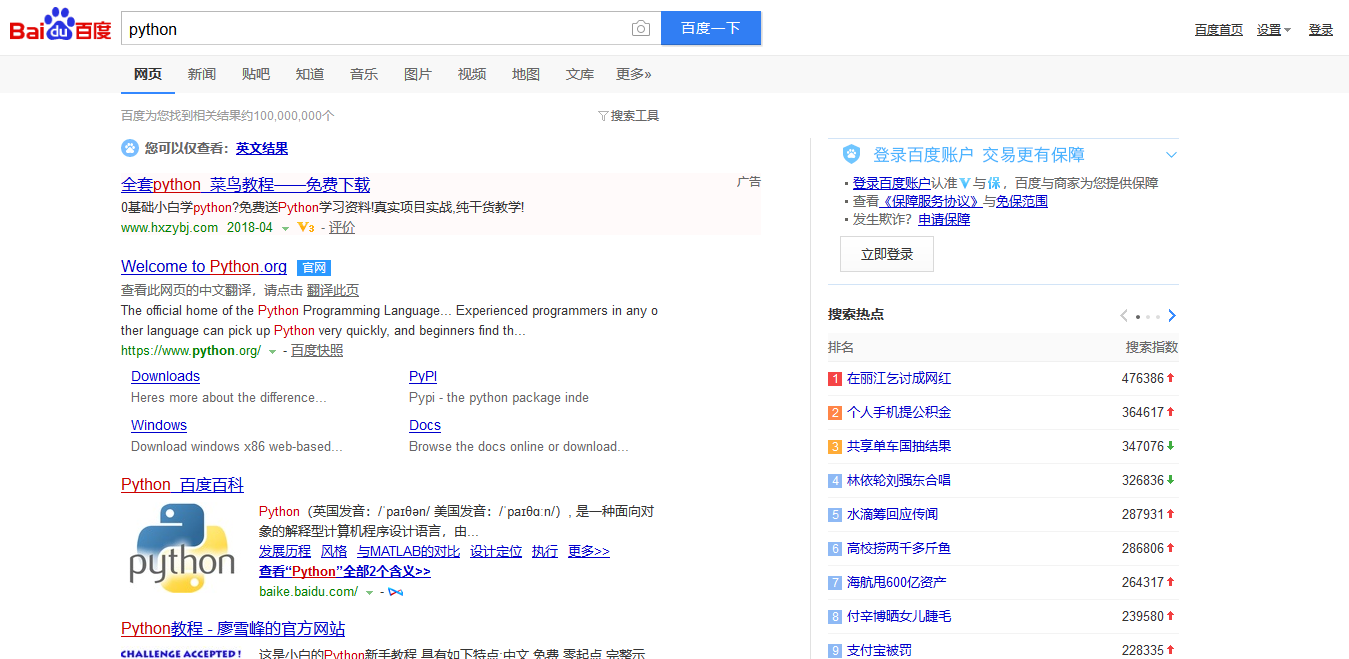 Bai du 百度
python
百度一下
百度首页 设置 登录
网页 新闻 贴吧 知道 音乐 图片 视频 地图 文库 更多»
百度为您找到相关结果约100,000,000个
搜索工具
您可以仅查看：英文结果
全套python 菜鸟教程——免费下载
广告
0基础小白学python?免费送Python学习资料!真实项目实战,纯干货教学!
www.hxzybj.com 2018-04 V3 - 评价
Welcome to Python.org 官网
查看此网页的中文翻译，请点击 翻译此页
The official home of the Python Programming Language... Experienced programmers in any o
ther language can pick up Python very quickly, and beginners find th...
https://www.python.org/ - 百度快照
Downloads
Heres more about the difference...
PyPI
Pypi - the python package inde
Windows
Download windows x86 web-based...
Docs
Browse the docs online or download...
Python_百度百科
python
Python（英国发音：/ˈpaɪθən/ 美国发音：/ˈpaɪθɑːn/）, 是一种面向对
象的解释型计算机程序设计语言，由...
发展历程 风格 与MATLAB的对比 设计定位 执行 更多>>
查看“Python”全部2个含义>>
baike.baidu.com/ -
Python教程 - 廖雪峰的官方网站
CHALLENGE ACCEPTED!
这是小白的Python新手教程,具有如下特点:中文,免费,零起点,完整示
登录百度账户 交易更有保障
登录百度账户认准V与保，百度与商家为您提供保障
查看《保障服务协议》与免保范围
发生欺诈？申请保障
立即登录
搜索热点
排名 搜索指数
1 在丽江乞讨成网红 476386
2 个人手机提公积金 364617
3 共享单车国抽结果 347076
4 林依轮刘强东合唱 326836
5 水滴筹回应传闻 287931
6 高校捞两千多斤鱼 286806
7 海航甩600亿资产 264317
8 付辛博晒女儿睫毛 239580
9 支付宝被罚 228335